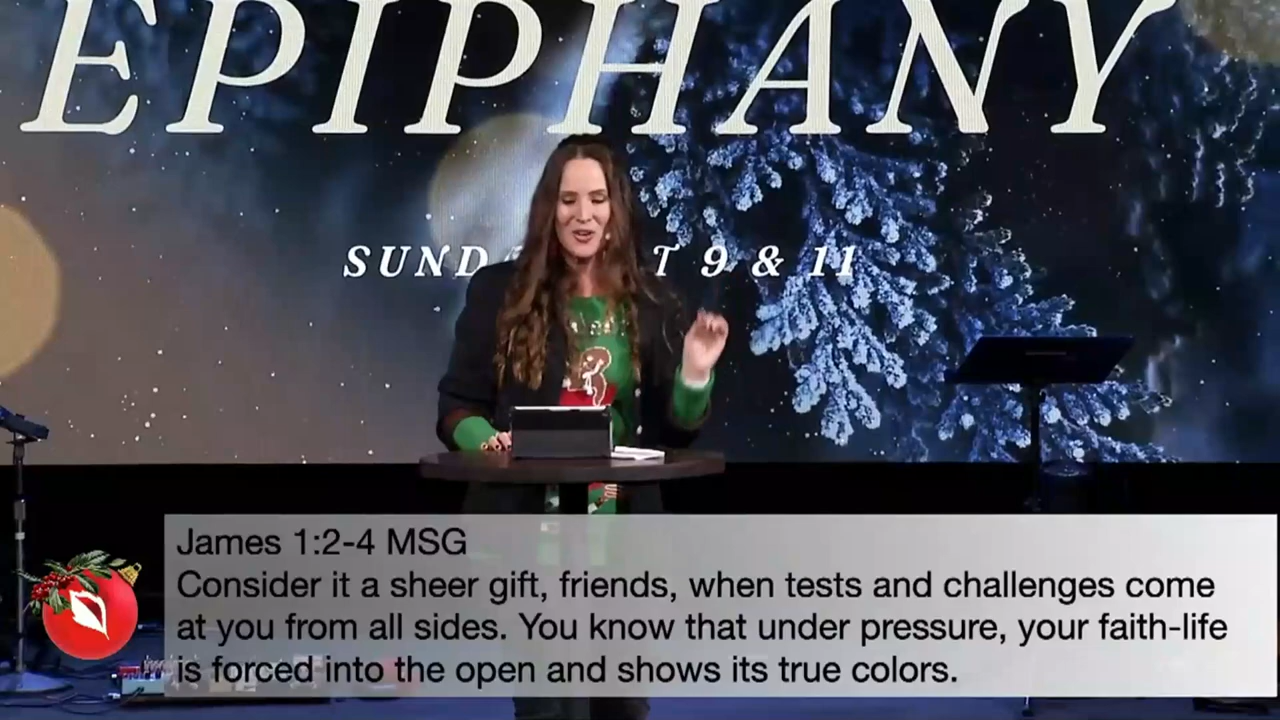 EPIPHANY
SUND T 9 & 11
James 1:2-4 MSG
Consider it a sheer gift, friends, when tests and challenges come
at you from all sides. You know that under pressure, your faith-life
is forced into the open and shows its true colors.